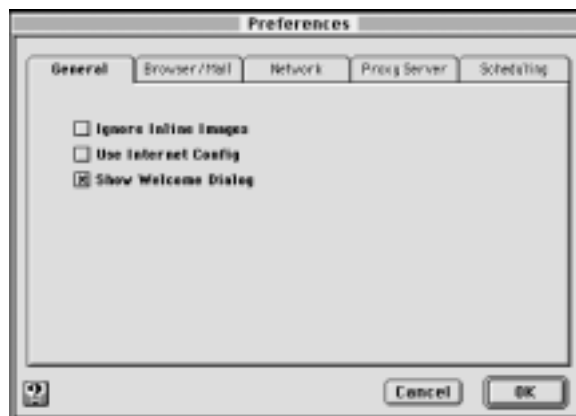 Preferences
General Browser/Mail Network Proxy Server Scheduling
Ignore Inline Images
Use Internet Config
Show Welcome Dialog
?
Cancel OK